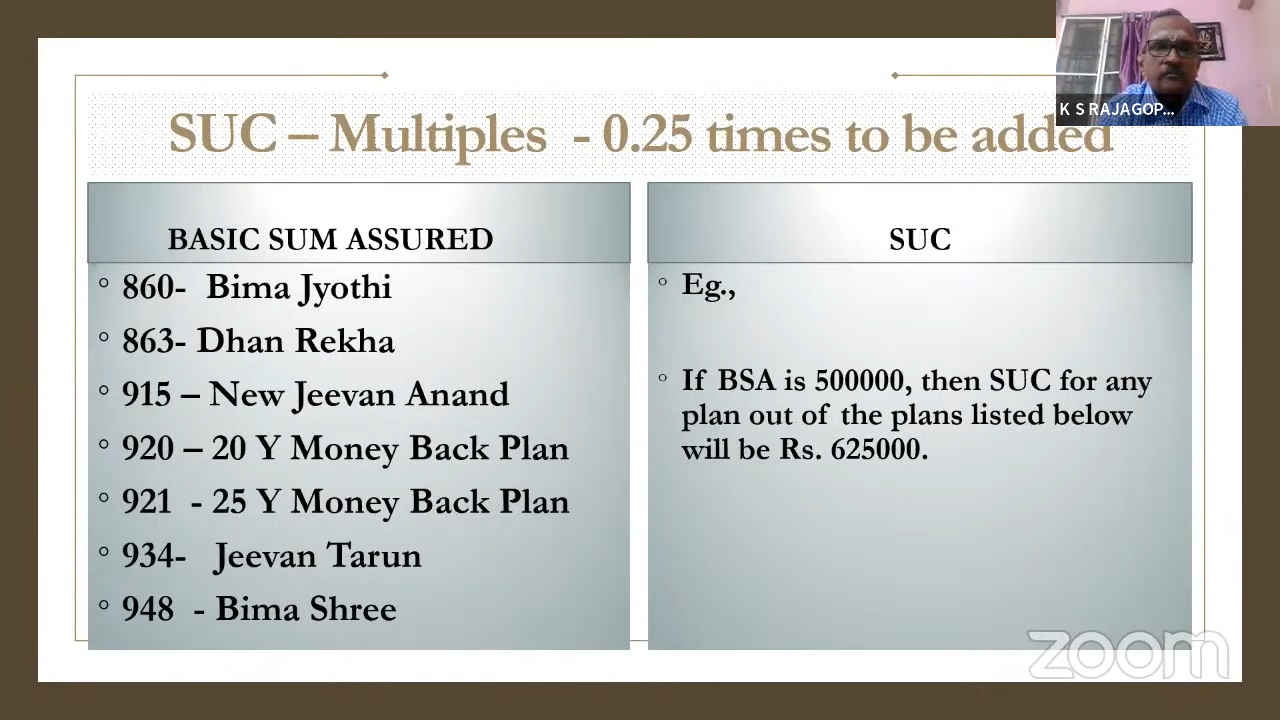 K S RAJAGOP...
SUC – Multiples - 0.25 times to be added
BASIC SUM ASSURED
860- Bima Jyothi
863- Dhan Rekha
915 – New Jeevan Anand
920 – 20 Y Money Back Plan
921 - 25 Y Money Back Plan
934- Jeevan Tarun
948 - Bima Shree
SUC
Eg.,
If BSA is 500000, then SUC for any
plan out of the plans listed below
will be Rs. 625000.
zoom